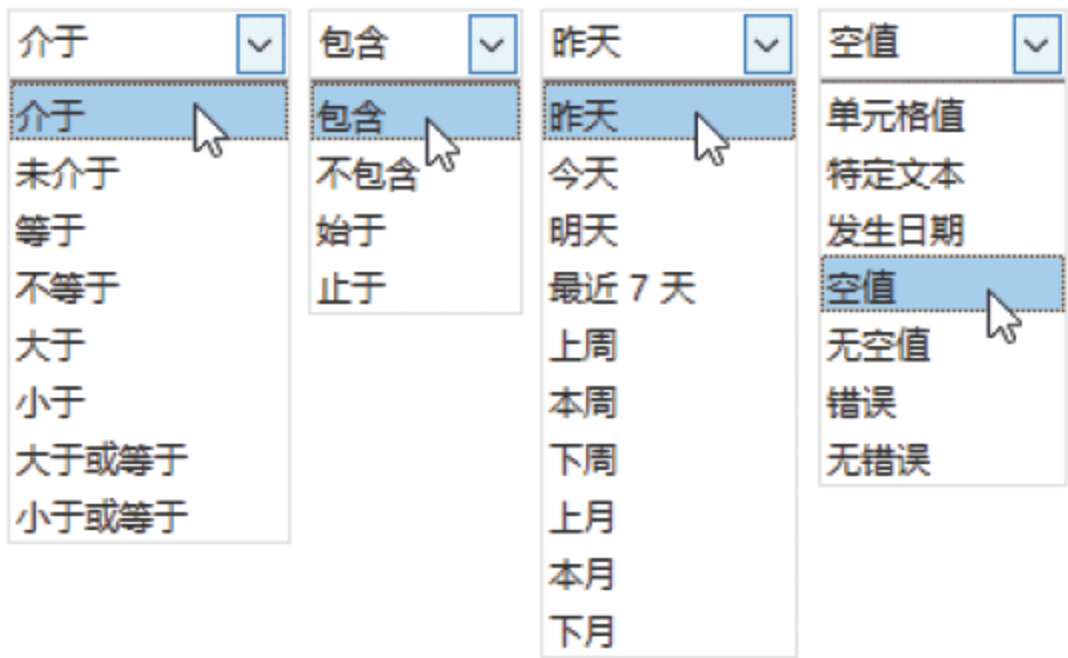 介于
介于
未介于
等于
不等于
大于
小于
大于或等于
小于或等于
包含
包含
不包含
始于
止于
昨天
昨天
今天
明天
最近 7 天
上周
本周
下周
上月
本月
下月
空值
单元格值
特定文本
发生日期
空值
无空值
错误
无错误